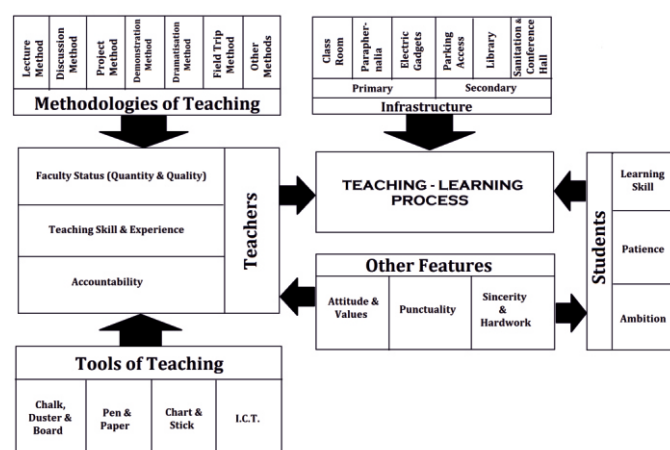 Lecture
Method
Discussion
Method
Project
Method
Demonstration
Method
Dramatisation
Method
Field Trip
Method
Other
Methods
Methodologies of Teaching
Class
Room
Parapher-
nalia
Electric
Gadgets
Parking
Access
Library
Sanitation &
Conference
Hall
Primary
Secondary
Infrastructure
Faculty Status (Quantity & Quality)
Teaching Skill & Experience
Accountability
Teachers
TEACHING - LEARNING
PROCESS
Students
Learning
Skill
Patience
Ambition
Other Features
Attitude &
Values
Punctuality
Sincerity
&
Hardwork
Tools of Teaching
Chalk,
Duster &
Board
Pen &
Paper
Chart &
Stick
I.C.T.